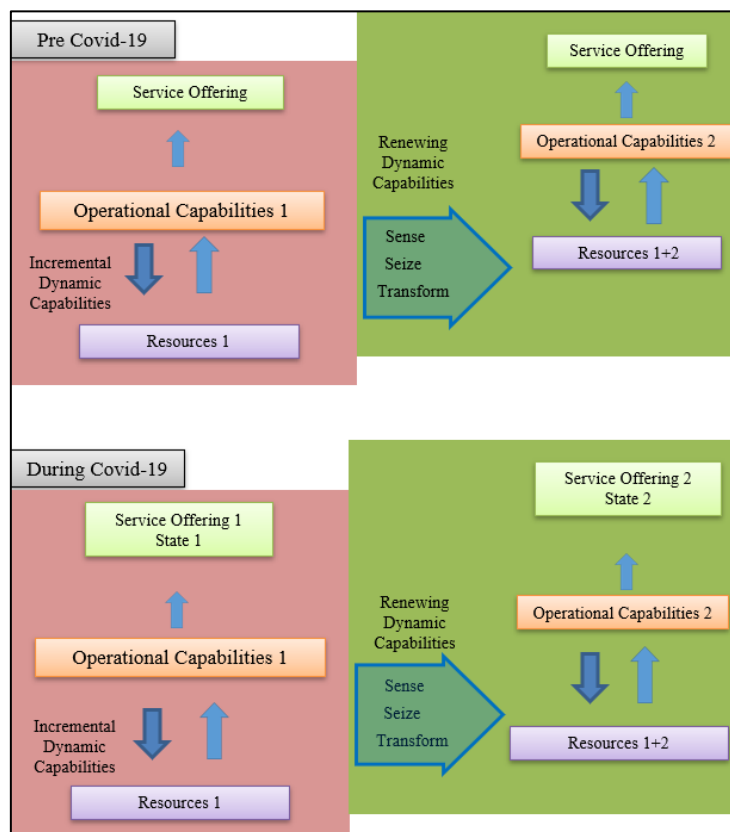 Pre Covid-19
Service Offering
Operational Capabilities 1
Incremental
Dynamic
Capabilities
Resources 1
Renewing
Dynamic
Capabilities
Sense
Seize
Transform
Service Offering
Operational Capabilities 2
Resources 1+2
During Covid-19
Service Offering 1
State 1
Operational Capabilities 1
Incremental
Dynamic
Capabilities
Resources 1
Renewing
Dynamic
Capabilities
Sense
Seize
Transform
Service Offering 2
State 2
Operational Capabilities 2
Resources 1+2